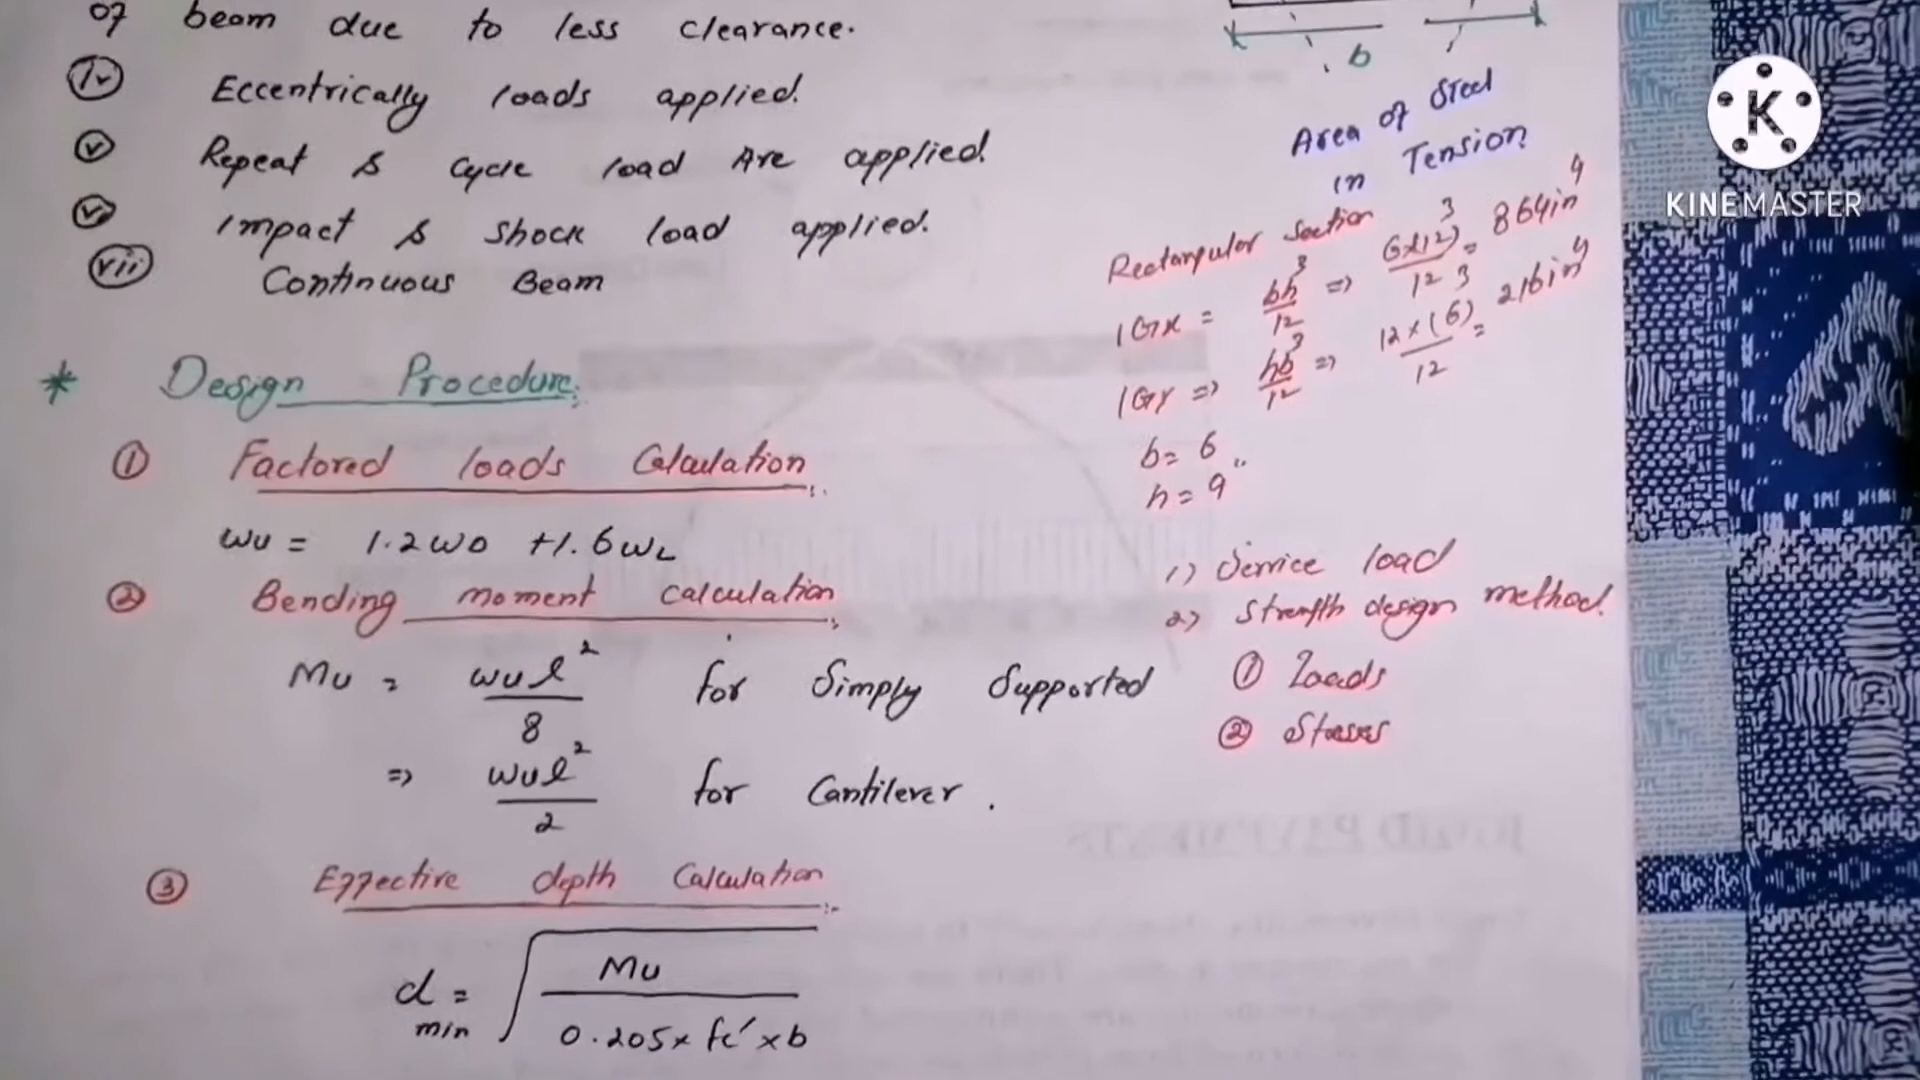 of beam due to less clearance.
iv Eccentrically loads applied.
v Repeat & Cycle load Are applied.
v Impact & Shock load applied.
vii Continuous Beam
* Design Procedure:
① Factored loads Calculation :.
wu = 1.2wD + 1.6wL
② Bending moment calculation :.
Mu = wul²/8 for Simply Supported
=> wul²/2 for Cantilever.
③ Effective depth Calculation :-
d min = √(Mu / 0.205 x fc' x b)
b
Area of Steel
in Tension
Rectangular Section
IGx = bh³/12 => 6x(12)³/12 = 864in⁴
IGy => hb³/12 => 12 x (6)³/12 = 216in⁴
b = 6"
h = 9
1) Service load
2) Strength design method.
① Loads
② Stresses
K
KINEMASTER